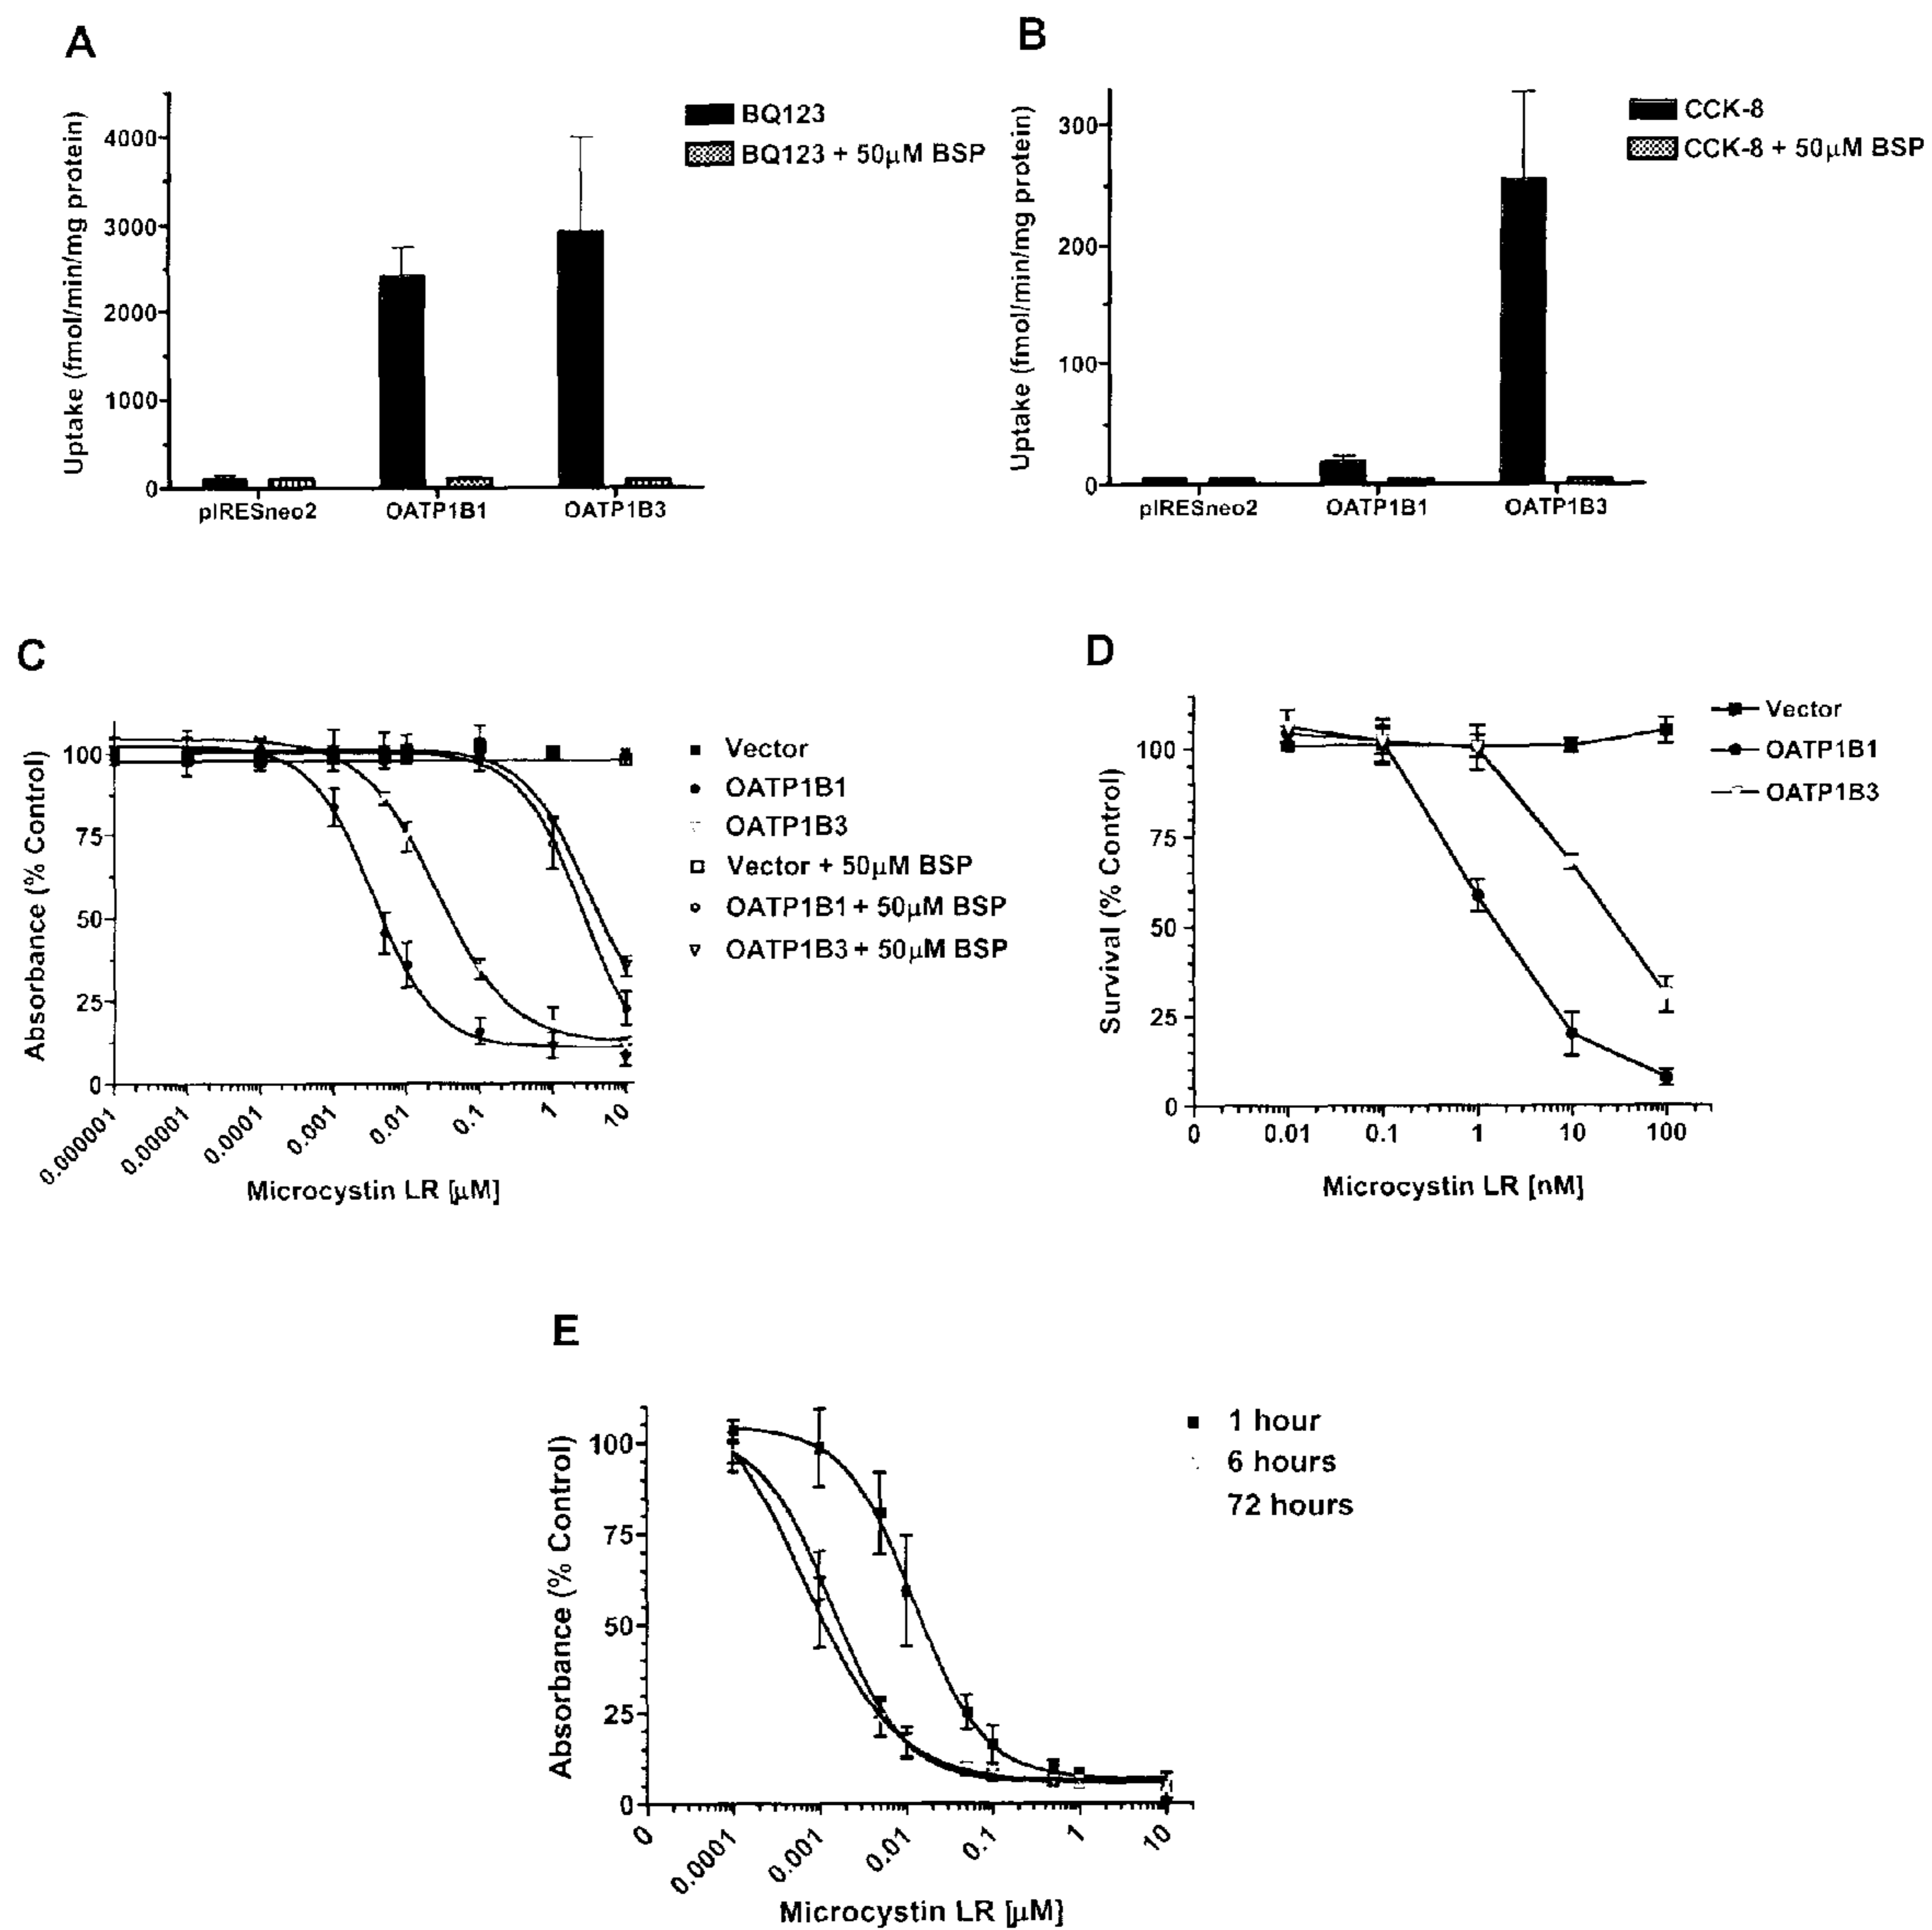 A
Uptake (fmol/min/mg protein)
4000
3000
2000
1000
0
pIRESneo2
OATP1B1
OATP1B3
BQ123
BQ123 + 50μM BSP
B
Uptake (fmol/min/mg protein)
300
200
100
0
pIRESneo2
OATP1B1
OATP1B3
CCK-8
CCK-8 + 50μM BSP
C
Absorbance (% Control)
100
75
50
25
0
0.000001
0.00001
0.0001
0.001
0.01
0.1
1
10
Microcystin LR [μM]
Vector
OATP1B1
OATP1B3
Vector + 50μM BSP
OATP1B1 + 50μM BSP
OATP1B3 + 50μM BSP
D
Survival (% Control)
100
75
50
25
0
0
0.01
0.1
1
10
100
Microcystin LR [nM]
Vector
OATP1B1
OATP1B3
E
Absorbance (% Control)
100
75
50
25
0
0
0.0001
0.001
0.01
0.1
1
10
Microcystin LR [μM]
1 hour
6 hours
72 hours